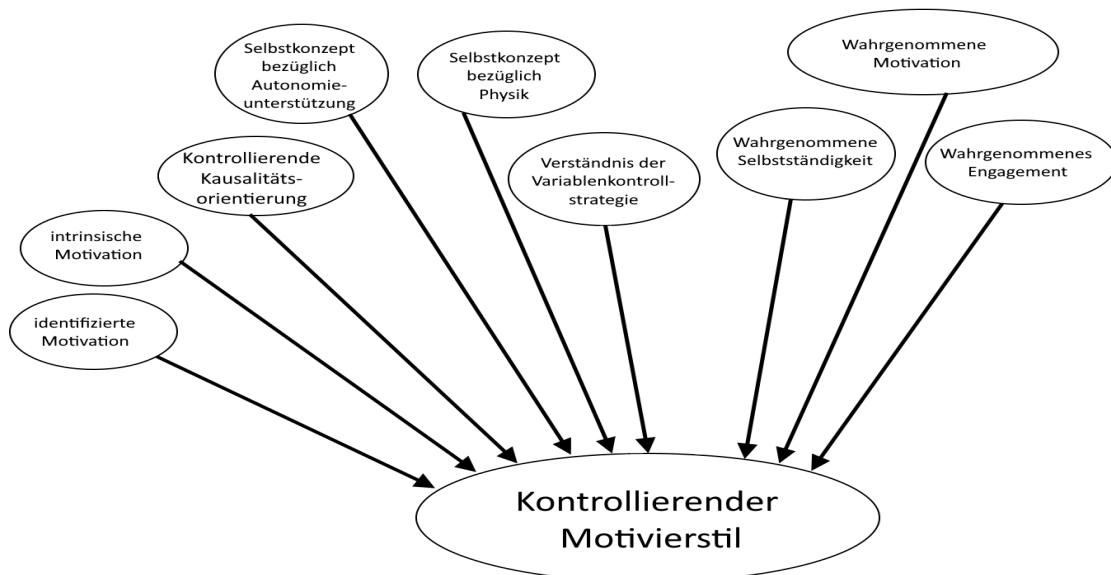 Selbstkonzept
bezüglich
Autonomie-
unterstützung
Selbstkonzept
bezüglich
Physik
Wahrgenommene
Motivation
Kontrollierende
Kausalitäts-
orientierung
Verständnis der
Variablenkontroll-
strategie
Wahrgenommene
Selbstständigkeit
Wahrgenommenes
Engagement
intrinsische
Motivation
identifizierte
Motivation
Kontrollierender
Motivierstil